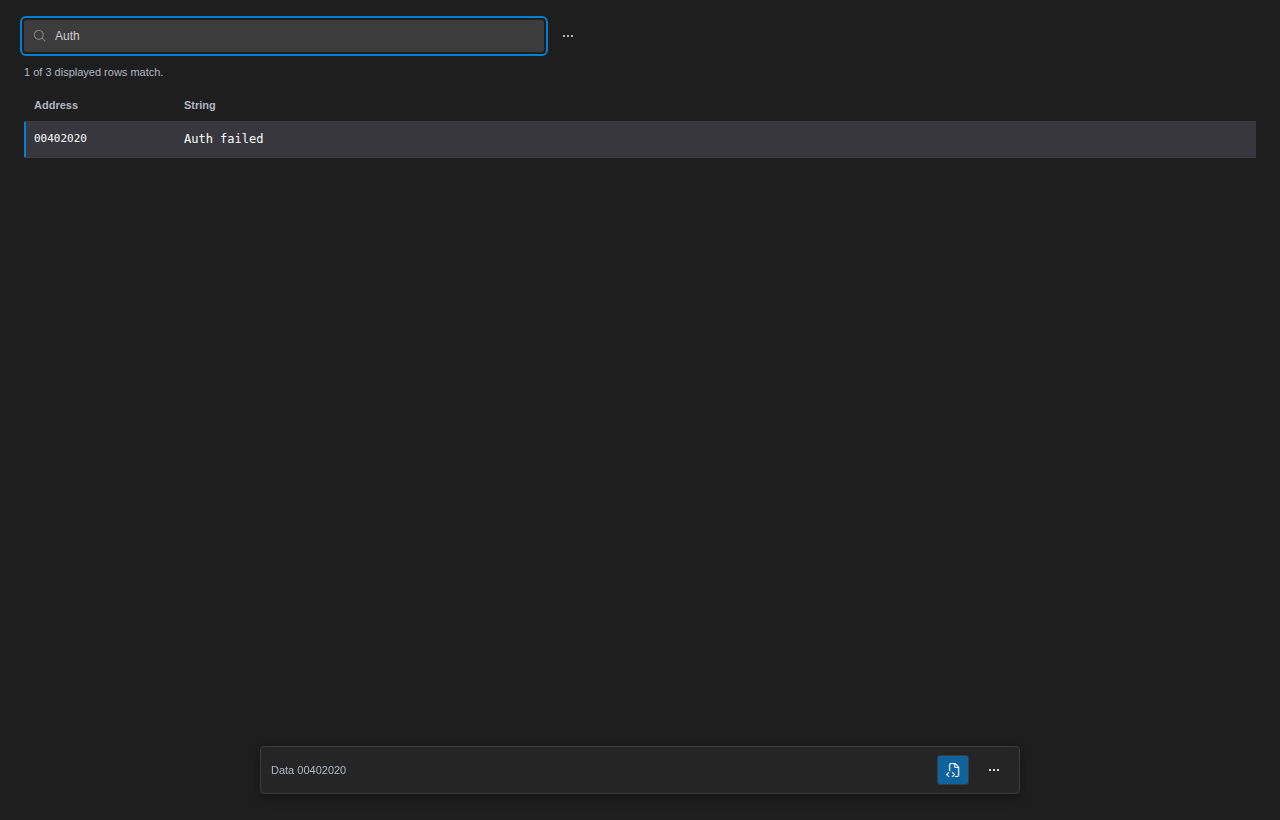 Auth
1 of 3 displayed rows match.
Address String
00402020 Auth failed
Data 00402020